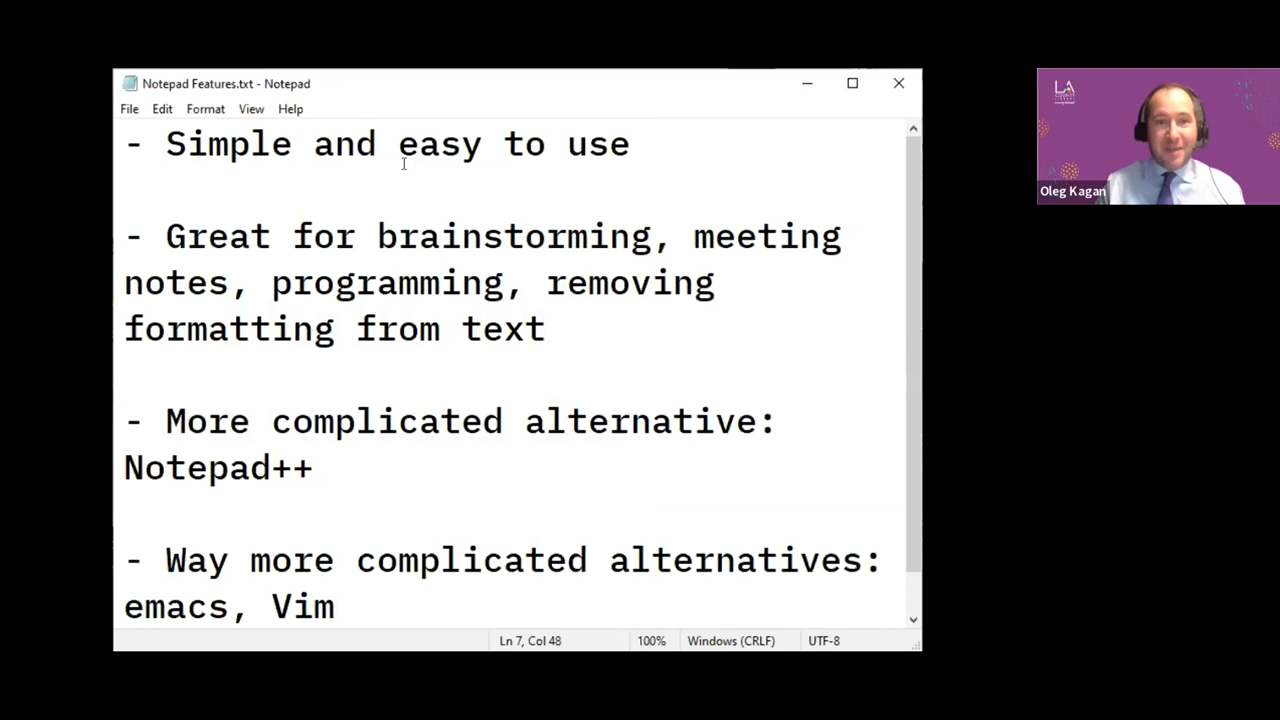 Notepad Features.txt - Notepad
File Edit Format View Help
- Simple and easy to use
- Great for brainstorming, meeting
notes, programming, removing
formatting from text
- More complicated alternative:
Notepad++
- Way more complicated alternatives:
emacs, Vim
Ln 7, Col 48 100% Windows (CRLF) UTF-8
LA
Oleg Kagan